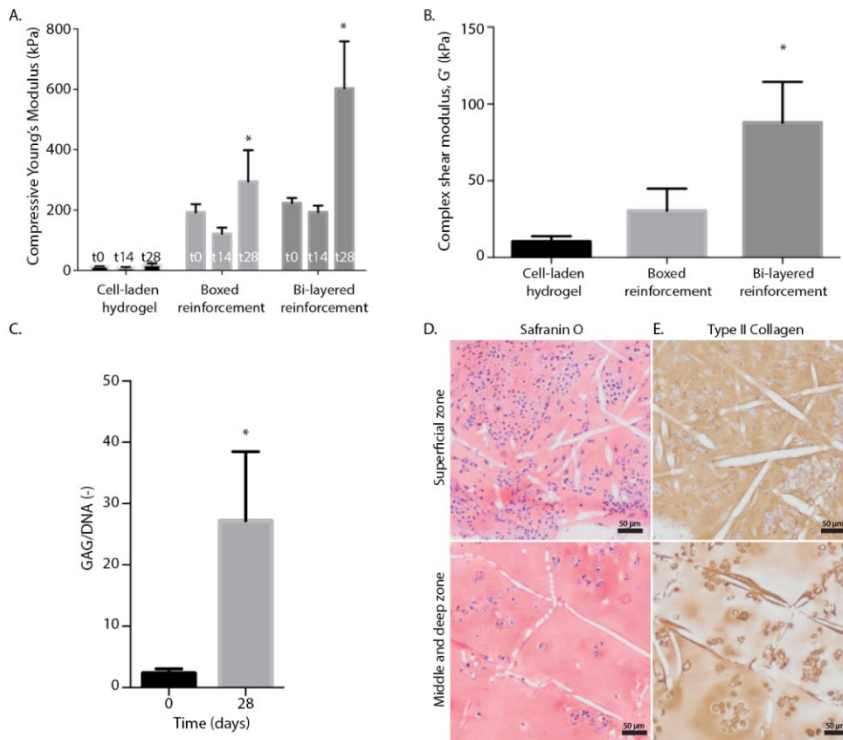 A.
Compressive Young's Modulus (kPa)
800
600
400
200
0
t0 t14 t28
t0 t14 t28
t0 t14 t28
*
*
Cell-laden
hydrogel
Boxed
reinforcement
Bi-layered
reinforcement
B.
Complex shear modulus, G* (kPa)
150
100
50
0
*
Cell-laden
hydrogel
Boxed
reinforcement
Bi-layered
reinforcement
C.
GAG/DNA (-)
50
40
30
20
10
0
*
0
28
Time (days)
D.
Safranin O
E.
Type II Collagen
Superficial zone
50 µm
50 µm
Middle and deep zone
50 µm
50 µm